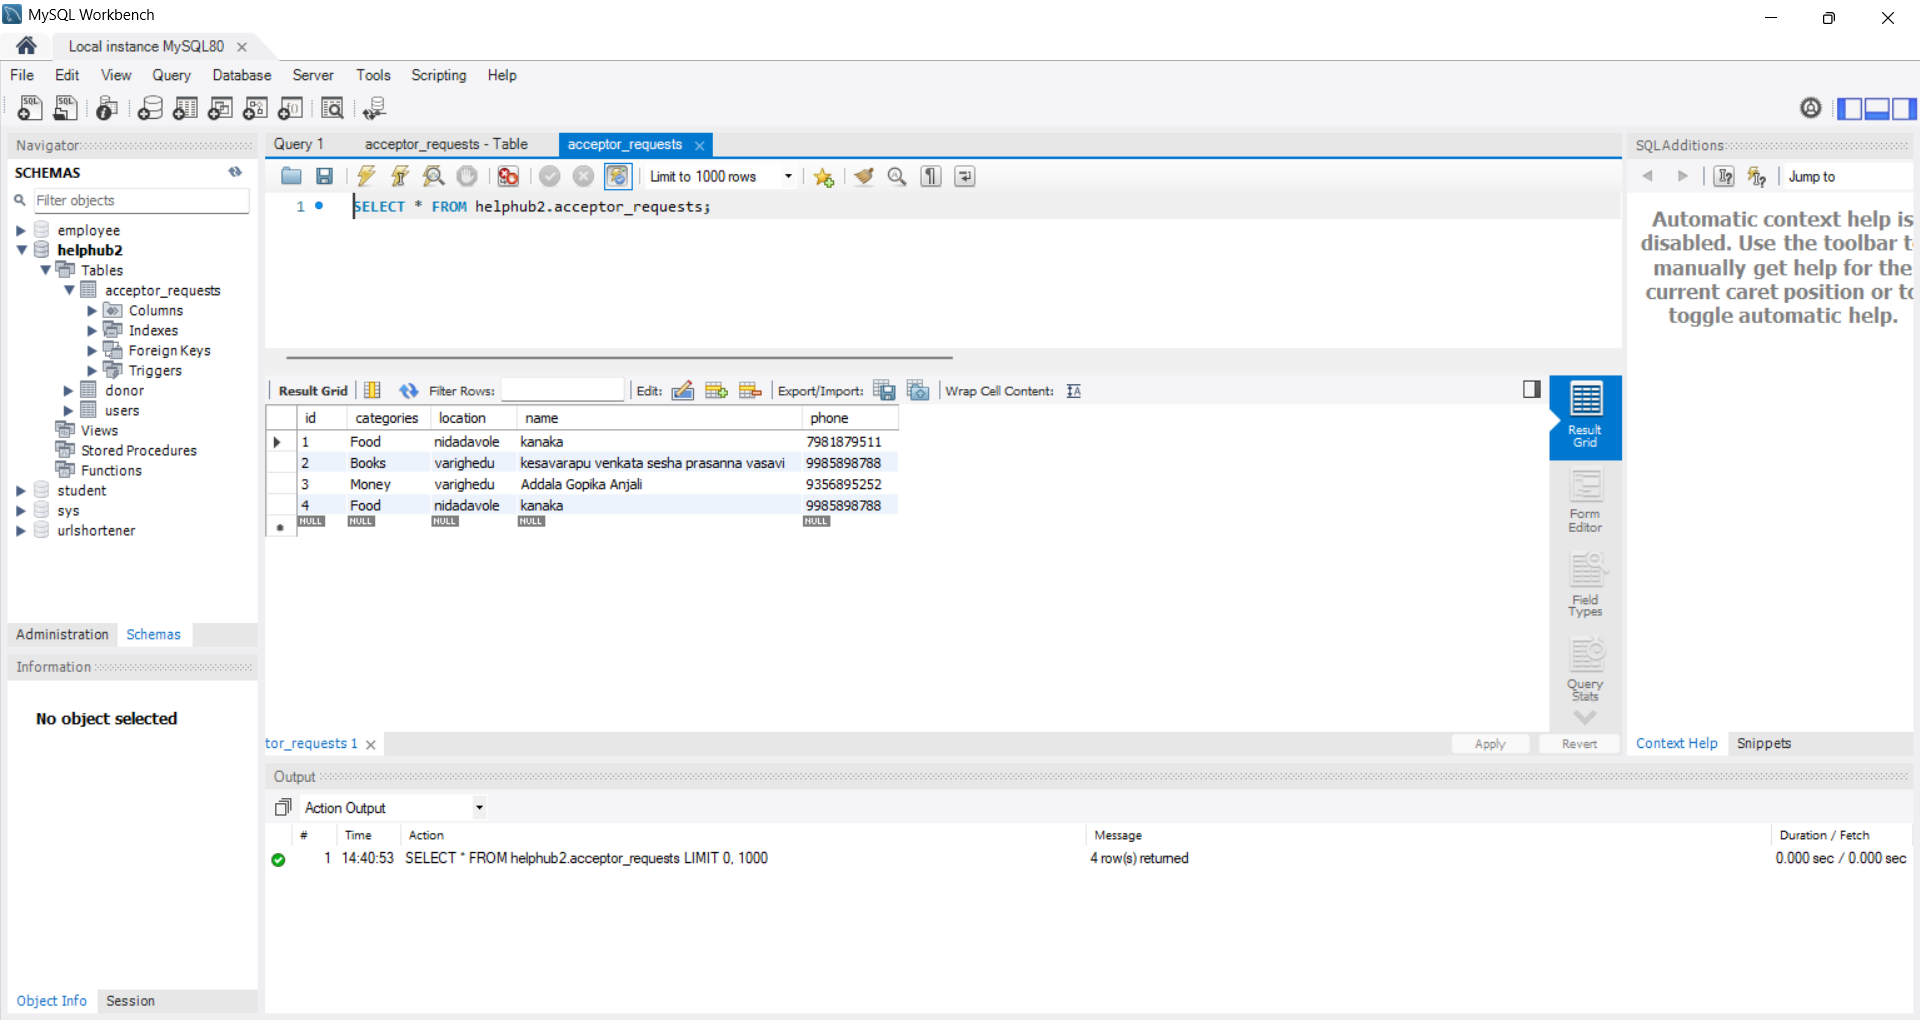 MySQL Workbench
Local instance MySQL80
File Edit View Query Database Server Tools Scripting Help
Navigator
SCHEMAS
Filter objects
employee
helphub2
Tables
acceptor_requests
Columns
Indexes
Foreign Keys
Triggers
donor
users
Views
Stored Procedures
Functions
student
sys
urlshortener
Administration Schemas
Information
No object selected
Object Info Session
Query 1 acceptor_requests - Table acceptor_requests
Limit to 1000 rows
1 SELECT * FROM helphub2.acceptor_requests;
Result Grid Filter Rows: Edit: Export/Import: Wrap Cell Content:
id categories location name phone
1 Food nidadavole kanaka 7981879511
2 Books varighedu kesavarapu venkata sesha prasanna vasavi 9985898788
3 Money varighedu Addala Gopika Anjali 9356895252
4 Food nidadavole kanaka 9985898788
NULL NULL NULL NULL NULL
Result
Grid
Form
Editor
Field
Types
Query
Stats
tor_requests 1
Apply Revert
SQLAdditions
Jump to
Automatic context help is
disabled. Use the toolbar t
manually get help for the
current caret position or to
toggle automatic help.
Context Help Snippets
Output
Action Output
# Time Action Message Duration / Fetch
1 14:40:53 SELECT * FROM helphub2.acceptor_requests LIMIT 0, 1000 4 row(s) returned 0.000 sec / 0.000 sec